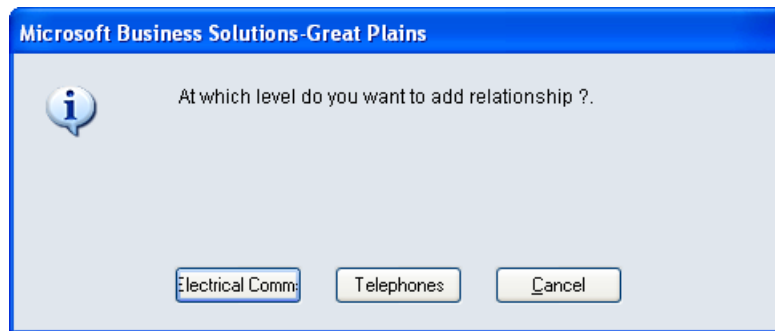 Microsoft Business Solutions-Great Plains
At which level do you want to add relationship ?.
Electrical Comm
Telephones
Cancel